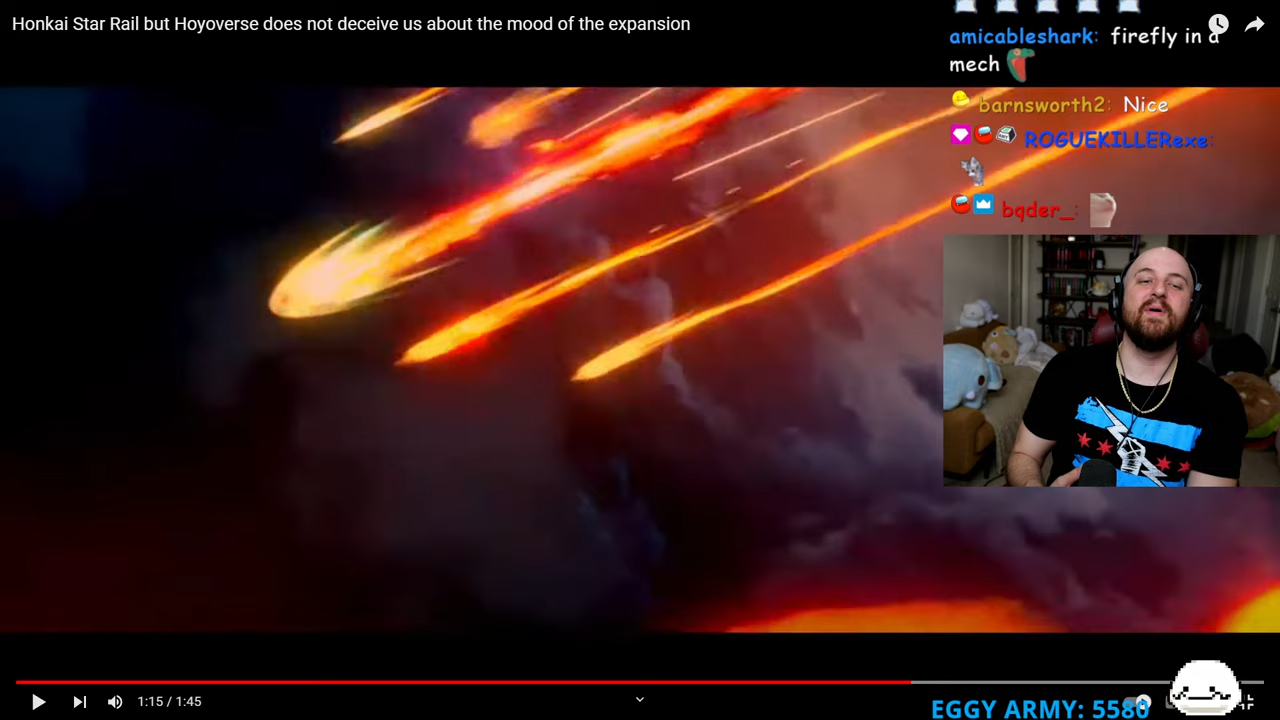 Honkai Star Rail but Hoyoverse does not deceive us about the mood of the expansion
amicableshark: firefly in a
mech
barnsworth2: Nice
ROGUEKILLERexe:
bqder_:
1:15 / 1:45
EGGY ARMY: 5580